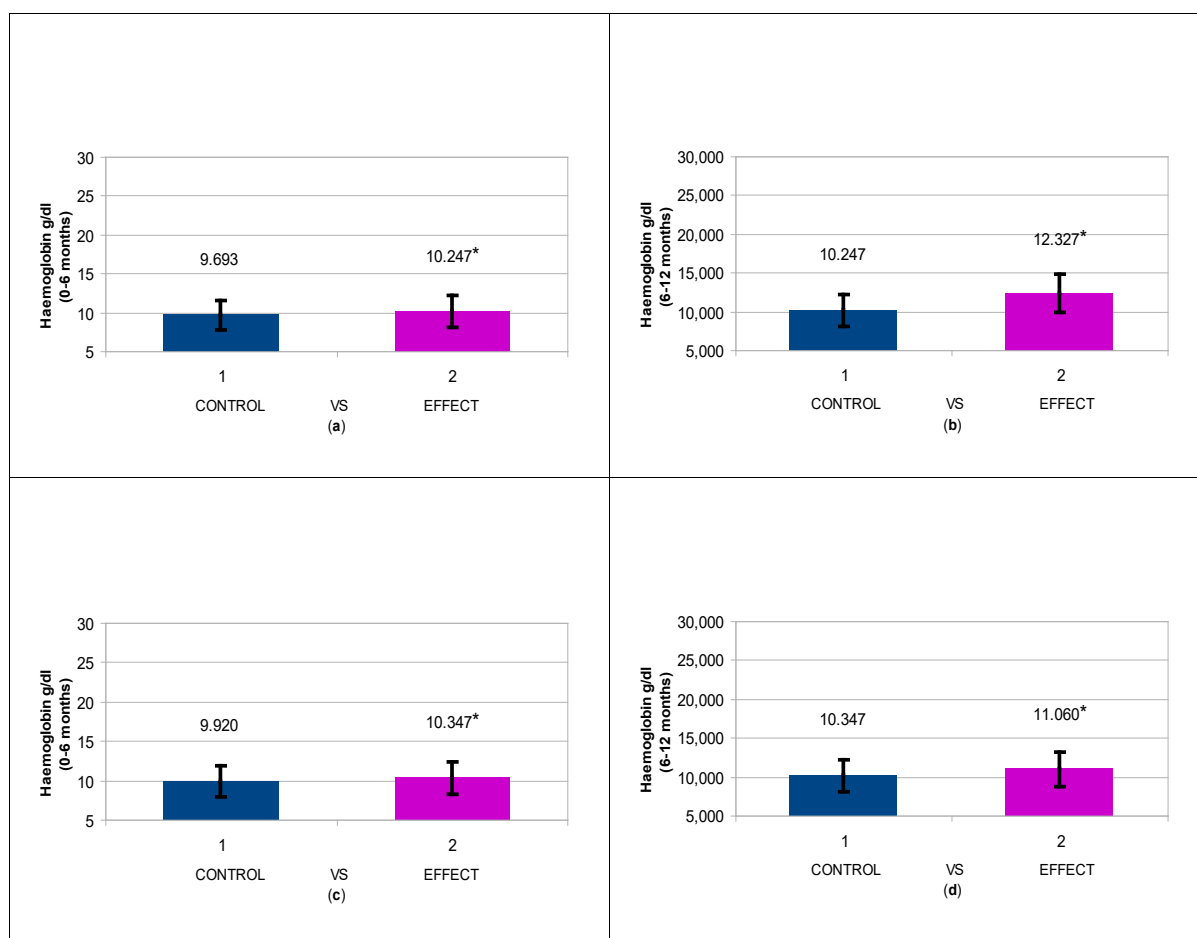 Haemoglobin g/dl
(0-6 months)
30
25
20
15
10
5
9.693
10.247*
1
2
CONTROL VS EFFECT
(a)
Haemoglobin g/dl
(6-12 months)
30,000
25,000
20,000
15,000
10,000
5,000
10.247
12.327*
1
2
CONTROL VS EFFECT
(b)
Haemoglobin g/dl
(0-6 months)
30
25
20
15
10
5
9.920
10.347*
1
2
CONTROL VS EFFECT
(c)
Haemoglobin g/dl
(6-12 months)
30,000
25,000
20,000
15,000
10,000
5,000
10.347
11.060*
1
2
CONTROL VS EFFECT
(d)